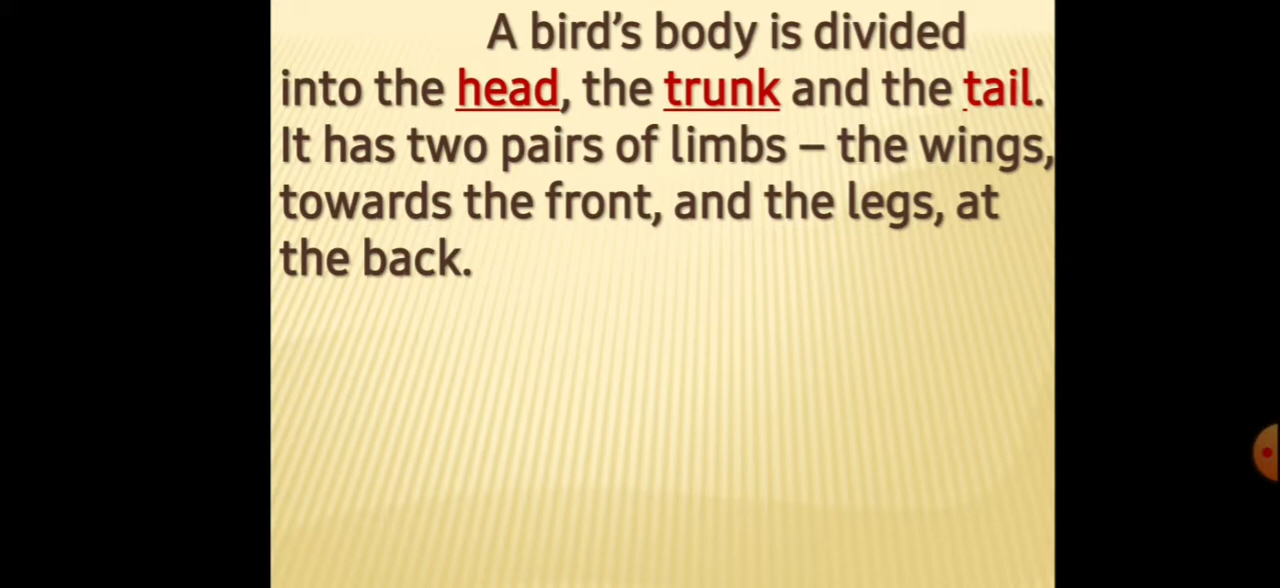 A bird’s body is divided
into the head, the trunk and the tail.
It has two pairs of limbs – the wings,
towards the front, and the legs, at
the back.